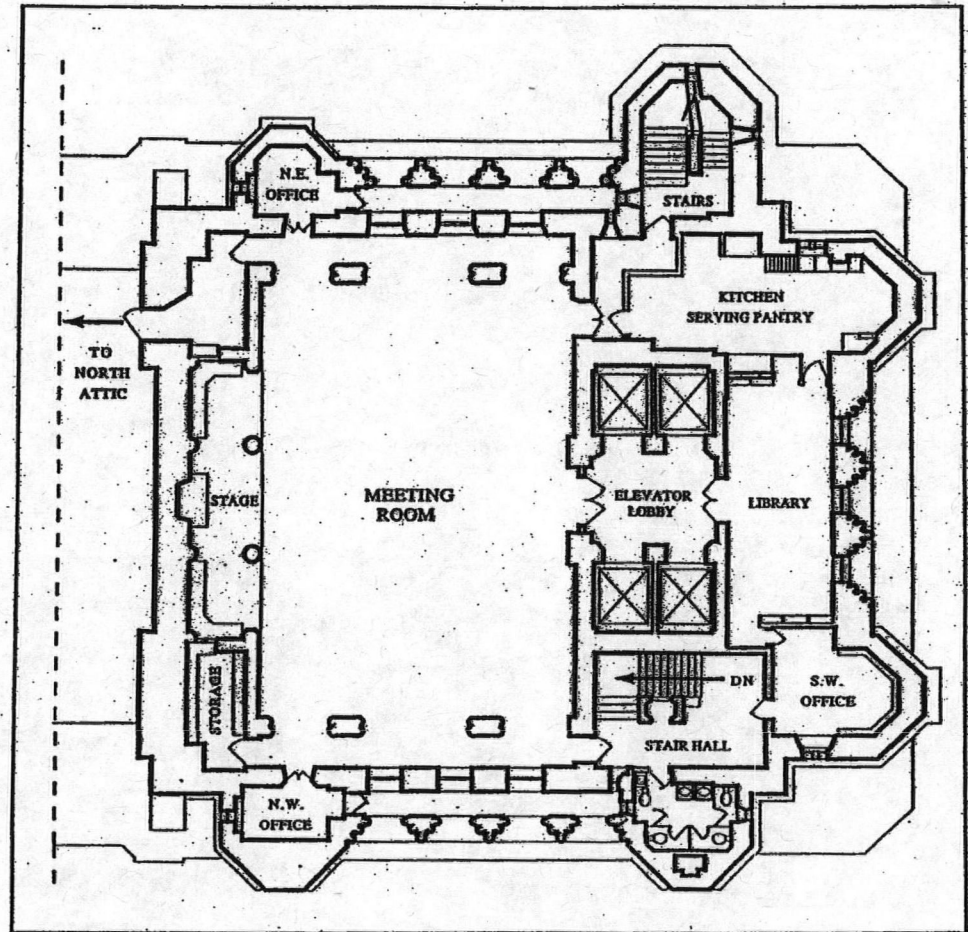 N.E.
OFFICE
STAIRS
KITCHEN
SERVING PANTRY
TO
NORTH
ATTIC
STAGE
MEETING
ROOM
ELEVATOR
LOBBY
LIBRARY
STORAGE
DN
S.W.
OFFICE
STAIR HALL
N.W.
OFFICE